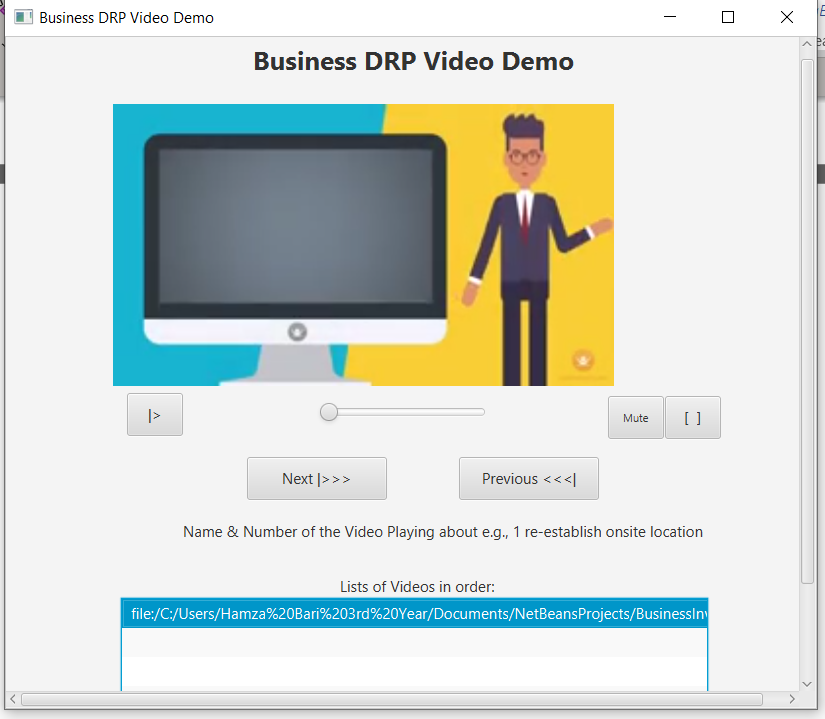 Business DRP Video Demo
Business DRP Video Demo
|>
Mute
[ ]
Next |>>>
Previous <<<|
Name & Number of the Video Playing about e.g., 1 re-establish onsite location
Lists of Videos in order:
file:/C:/Users/Hamza%20Bari%203rd%20Year/Documents/NetBeansProjects/BusinessInv